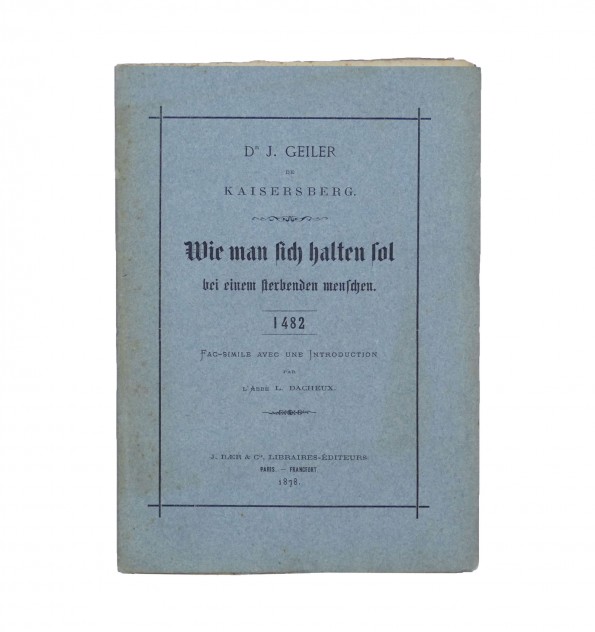 Dr J. GEILER
DE
KAISERSBERG.
Wie man ſich halten ſol
bei einem ſterbenden menſchen.
1482
FAC-SIMILE AVEC UNE INTRODUCTION
PAR
L'ABBÉ L. DACHEUX.
J. BÆR & Cie, LIBRAIRES-ÉDITEURS.
PARIS. — FRANCFORT.
1878.